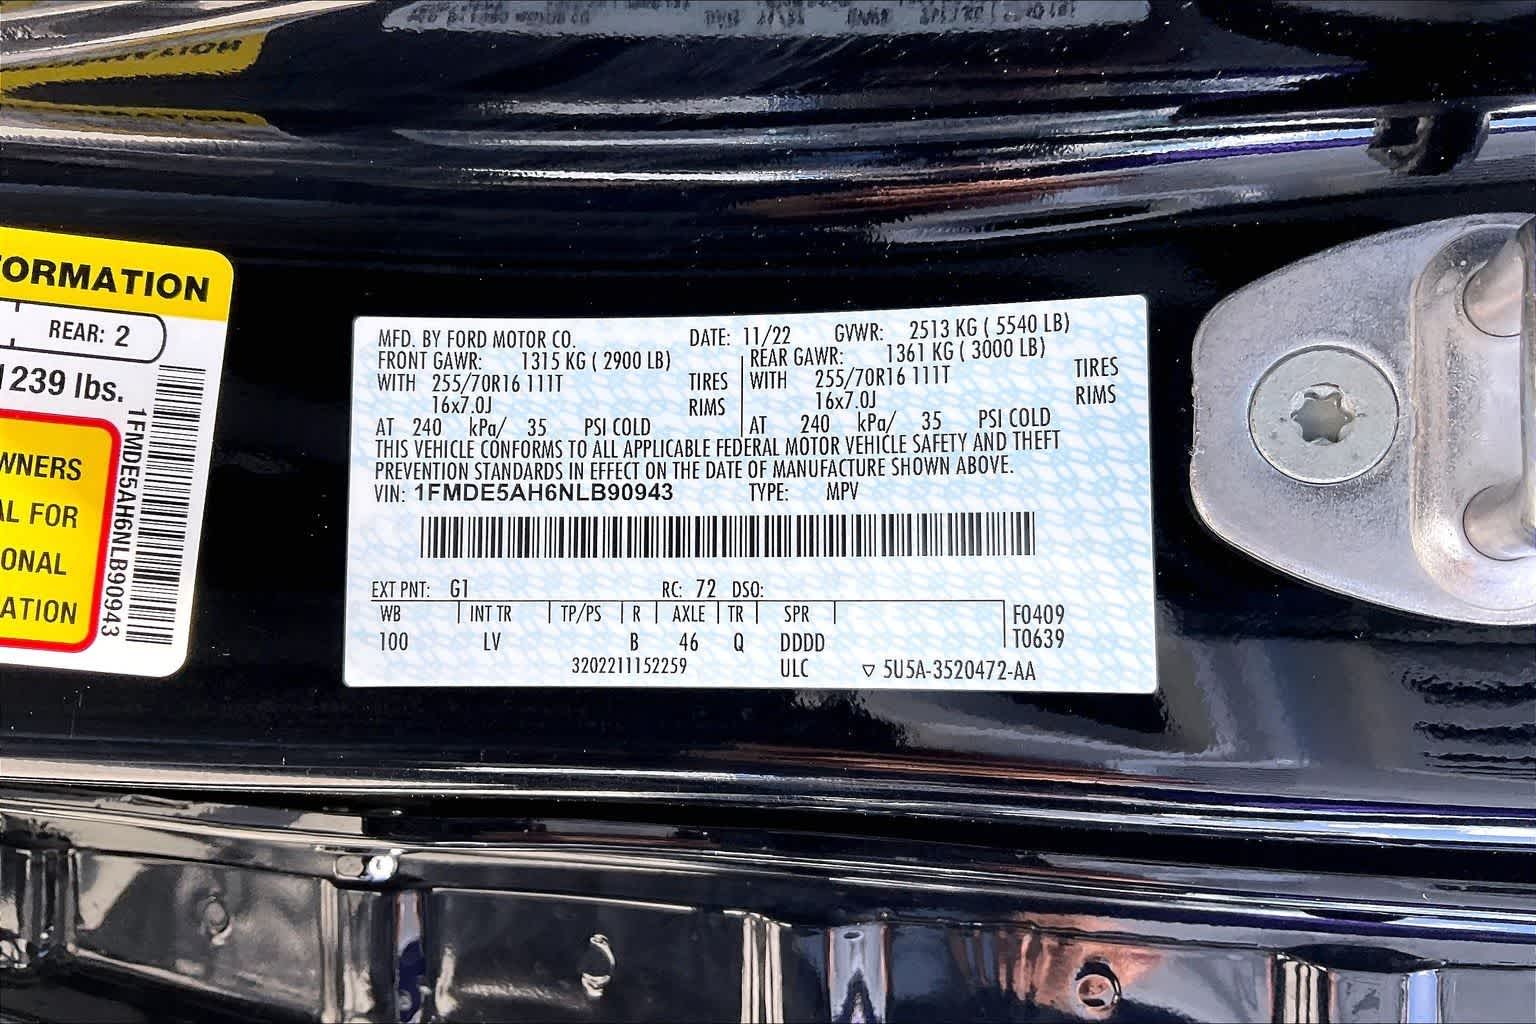 ORMATION
REAR: 2
239 lbs.
WNERS
AL FOR
ONAL
ATION
1FMDE5AH6NLB90943
MFD. BY FORD MOTOR CO. DATE: 11/22 GVWR: 2513 KG ( 5540 LB)
FRONT GAWR: 1315 KG ( 2900 LB) REAR GAWR: 1361 KG ( 3000 LB)
WITH 255/70R16 111T TIRES WITH 255/70R16 111T TIRES
16x7.0J RIMS 16x7.0J RIMS
AT 240 kPa/ 35 PSI COLD AT 240 kPa/ 35 PSI COLD
THIS VEHICLE CONFORMS TO ALL APPLICABLE FEDERAL MOTOR VEHICLE SAFETY AND THEFT
PREVENTION STANDARDS IN EFFECT ON THE DATE OF MANUFACTURE SHOWN ABOVE.
VIN: 1FMDE5AH6NLB90943 TYPE: MPV
EXT PNT: G1 RC: 72 DSO:
WB INT TR TP/PS R AXLE TR SPR F0409
100 LV B 46 Q DDDD T0639
3202211152259 ULC ▽ 5U5A-3520472-AA